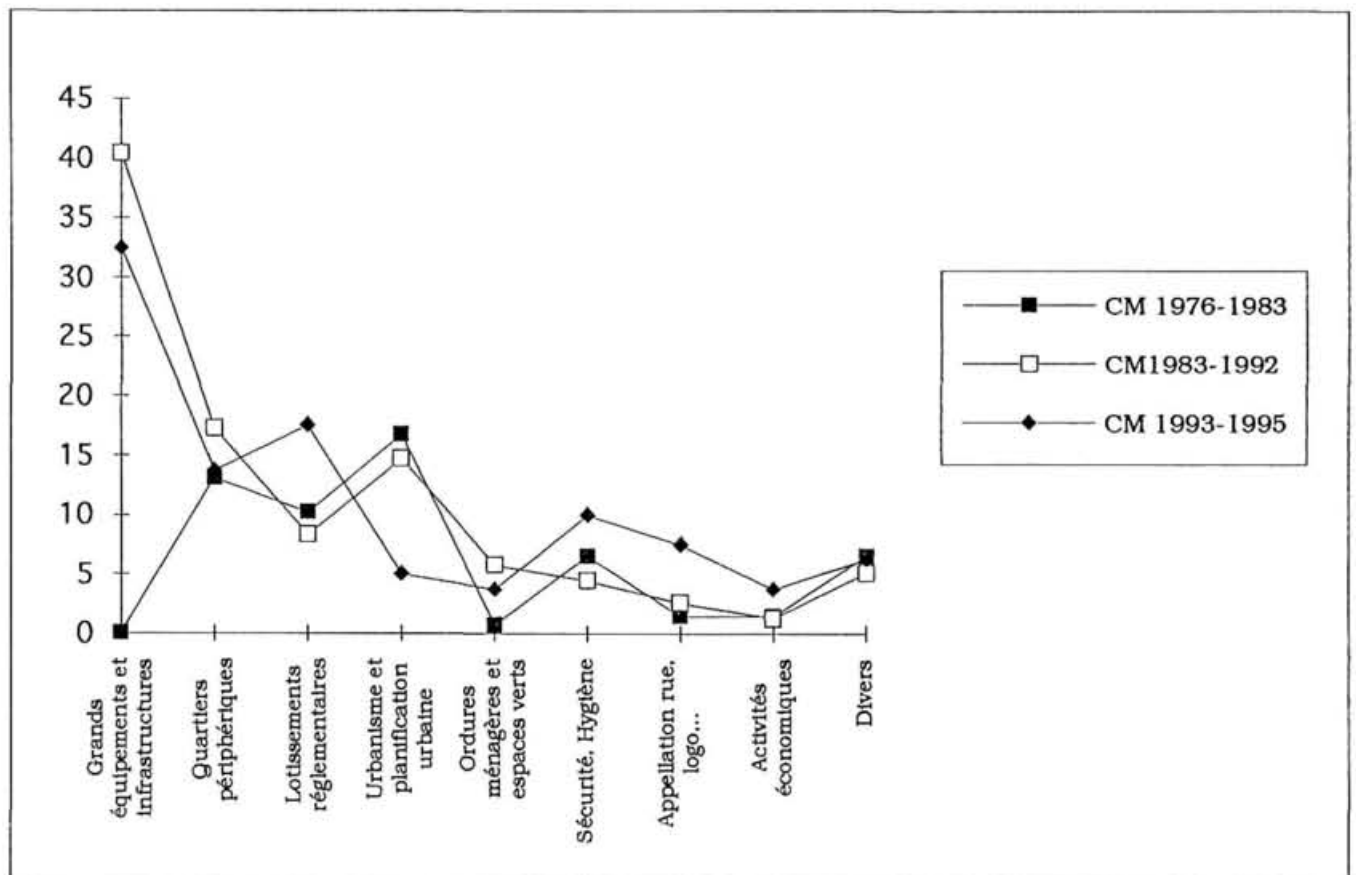 45
40
35
30
25
20
15
10
5
0
Grands
équipements et
infrastructures
Quartiers
périphériques
Lotissements
réglementaires
Urbanisme et
planification
urbaine
Ordures
ménagères et
espaces verts
Sécurité, Hygiène
Appellation rue,
logo...
Activités
économiques
Divers
CM 1976-1983
CM1983-1992
CM 1993-1995